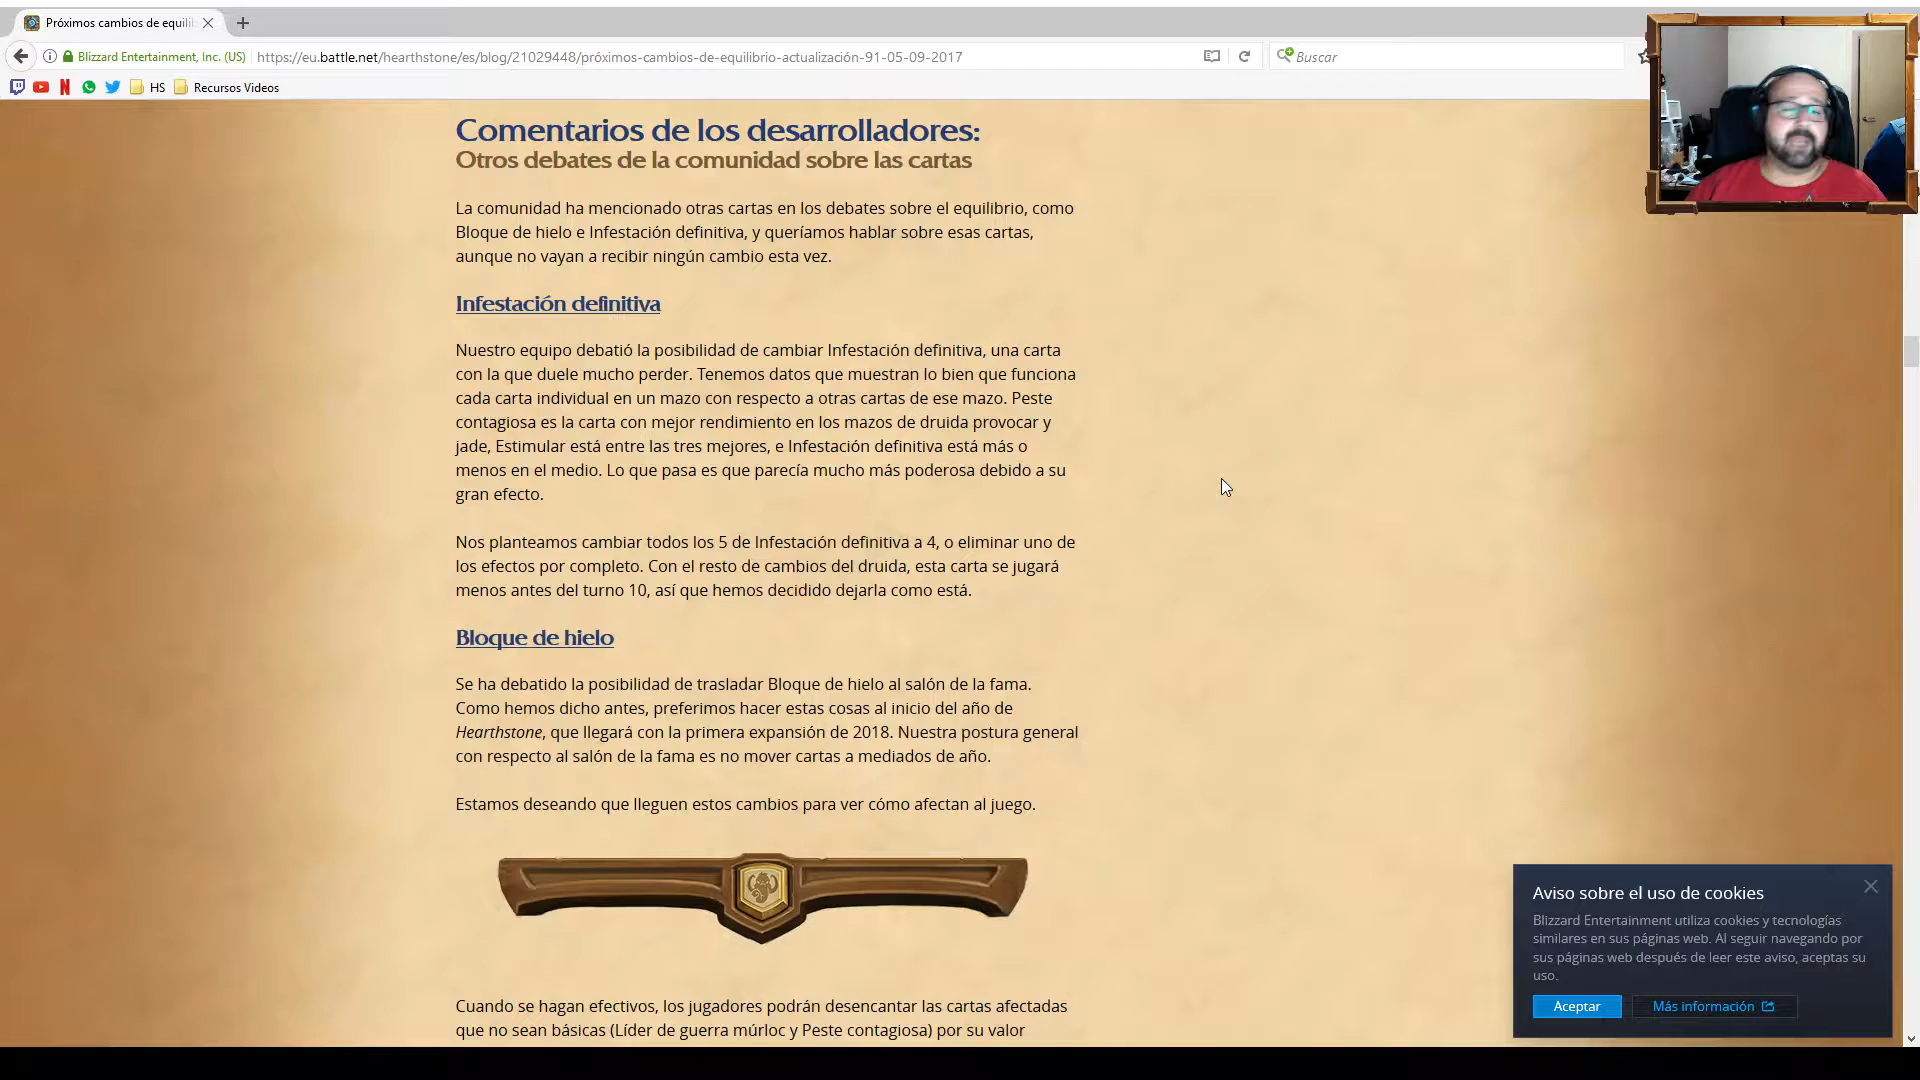 Próximos cambios de equilib
Blizzard Entertainment, Inc. (US)
https://eu.battle.net/hearthstone/es/blog/21029448/próximos-cambios-de-equilibrio-actualización-91-05-09-2017
Buscar
HS
Recursos Videos
Comentarios de los desarrolladores:
Otros debates de la comunidad sobre las cartas
La comunidad ha mencionado otras cartas en los debates sobre el equilibrio, como
Bloque de hielo e Infestación definitiva, y queríamos hablar sobre esas cartas,
aunque no vayan a recibir ningún cambio esta vez.
Infestación definitiva
Nuestro equipo debatió la posibilidad de cambiar Infestación definitiva, una carta
con la que duele mucho perder. Tenemos datos que muestran lo bien que funciona
cada carta individual en un mazo con respecto a otras cartas de ese mazo. Peste
contagiosa es la carta con mejor rendimiento en los mazos de druida provocar y
jade, Estimular está entre las tres mejores, e Infestación definitiva está más o
menos en el medio. Lo que pasa es que parecía mucho más poderosa debido a su
gran efecto.
Nos planteamos cambiar todos los 5 de Infestación definitiva a 4, o eliminar uno de
los efectos por completo. Con el resto de cambios del druida, esta carta se jugará
menos antes del turno 10, así que hemos decidido dejarla como está.
Bloque de hielo
Se ha debatido la posibilidad de trasladar Bloque de hielo al salón de la fama.
Como hemos dicho antes, preferimos hacer estas cosas al inicio del año de
Hearthstone, que llegará con la primera expansión de 2018. Nuestra postura general
con respecto al salón de la fama es no mover cartas a mediados de año.
Estamos deseando que lleguen estos cambios para ver cómo afectan al juego.
Cuando se hagan efectivos, los jugadores podrán desencantar las cartas afectadas
que no sean básicas (Líder de guerra múrloc y Peste contagiosa) por su valor
Aviso sobre el uso de cookies
Blizzard Entertainment utiliza cookies y tecnologías
similares en sus páginas web. Al seguir navegando por
sus páginas web después de leer este aviso, aceptas su
uso.
Aceptar
Más información